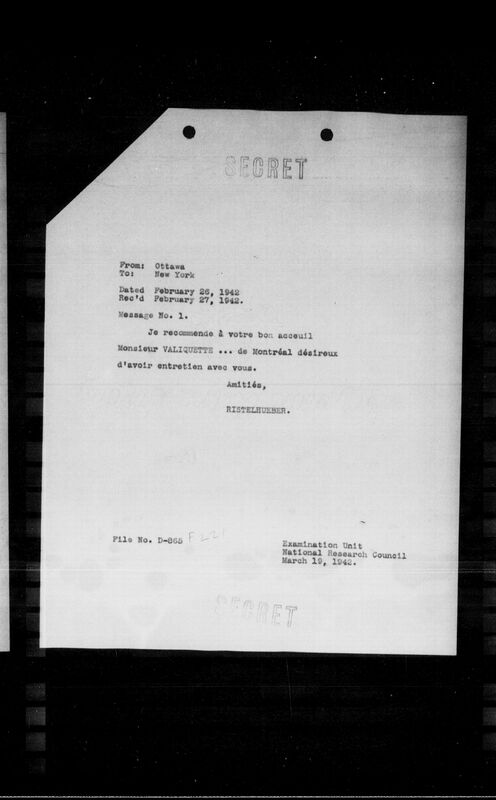 SECRET
From: Ottawa
To: New York
Dated February 26, 1942
Rec'd February 27, 1942.
Message No. 1.
Je recommende à votre bon acceuil
Monsieur VALIQUETTE ... de Montréal désireux
d'avoir entretien avec vous.
Amitiés,
RISTELHUEBER.
File No. D-865 F 221
Examination Unit
National Research Council
March 19, 1942.
SECRET